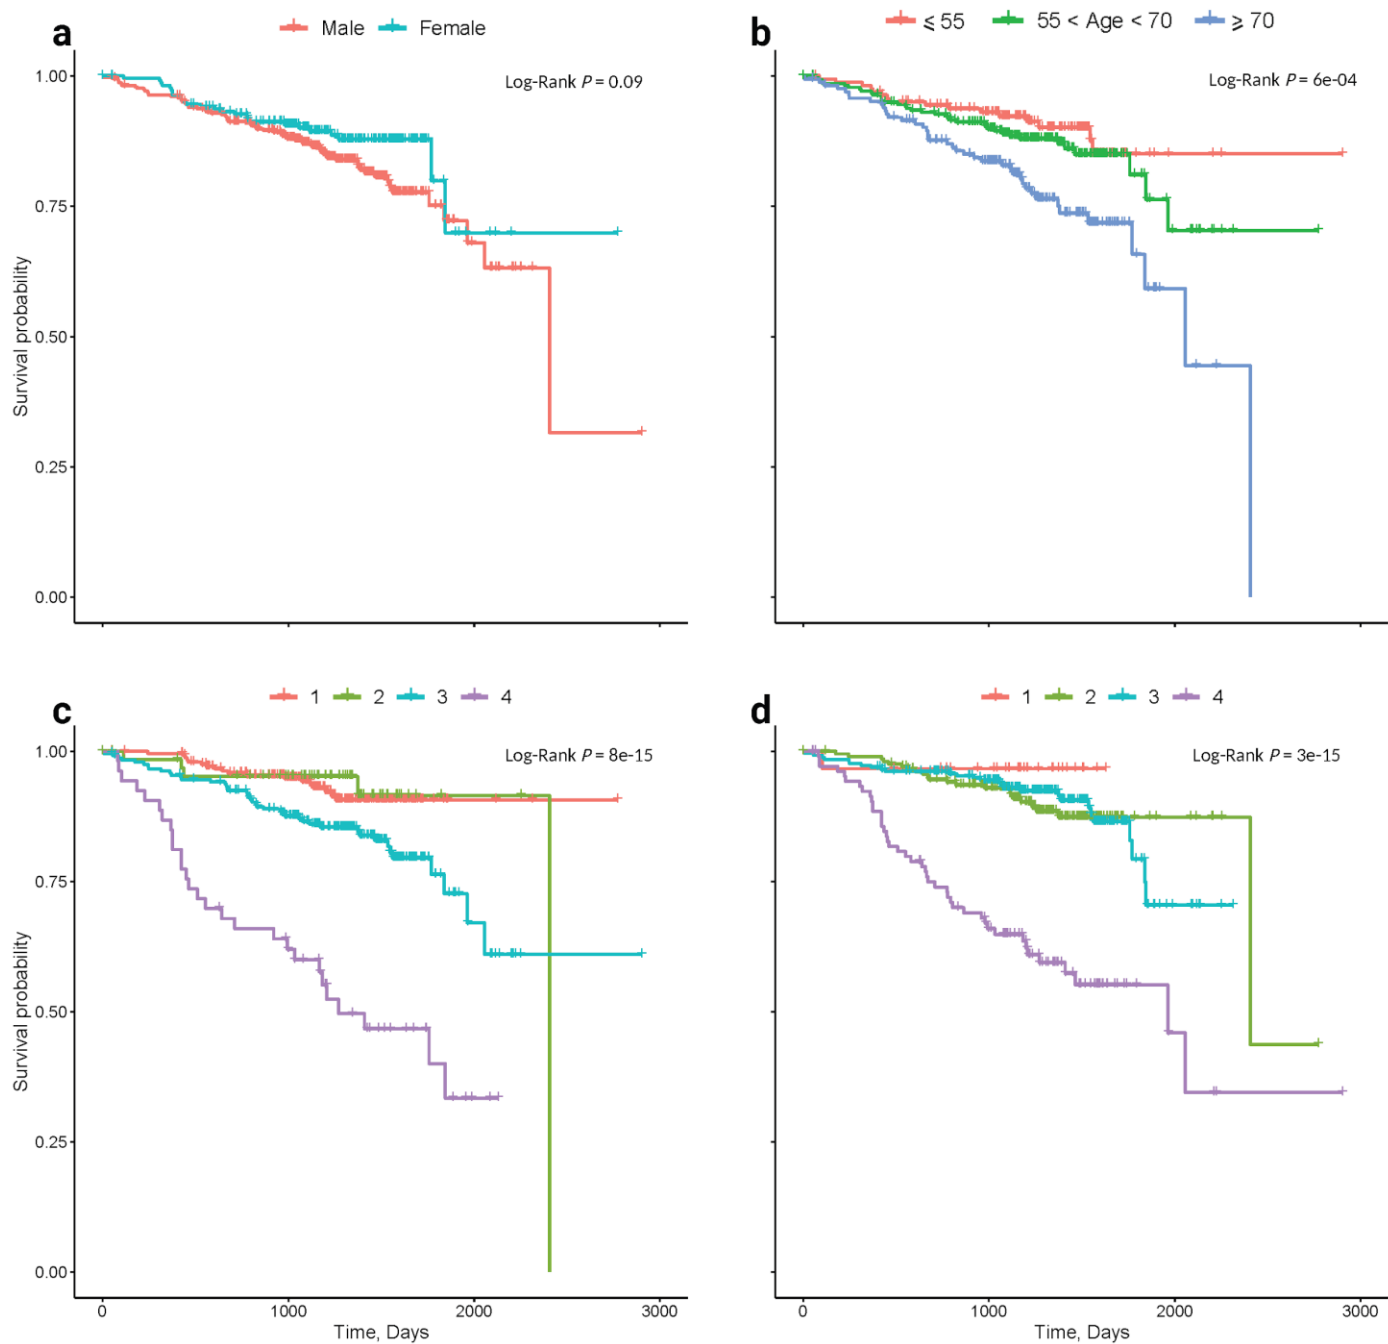 a
Male Female
Log-Rank P = 0.09
1.00
0.75
0.50
0.25
0.00
Survival probability
b
⩽ 55 55 < Age < 70 ⩾ 70
Log-Rank P = 6e-04
c
1 2 3 4
Log-Rank P = 8e-15
1.00
0.75
0.50
0.25
0.00
Survival probability
0 1000 2000 3000
Time, Days
d
1 2 3 4
Log-Rank P = 3e-15
0 1000 2000 3000
Time, Days